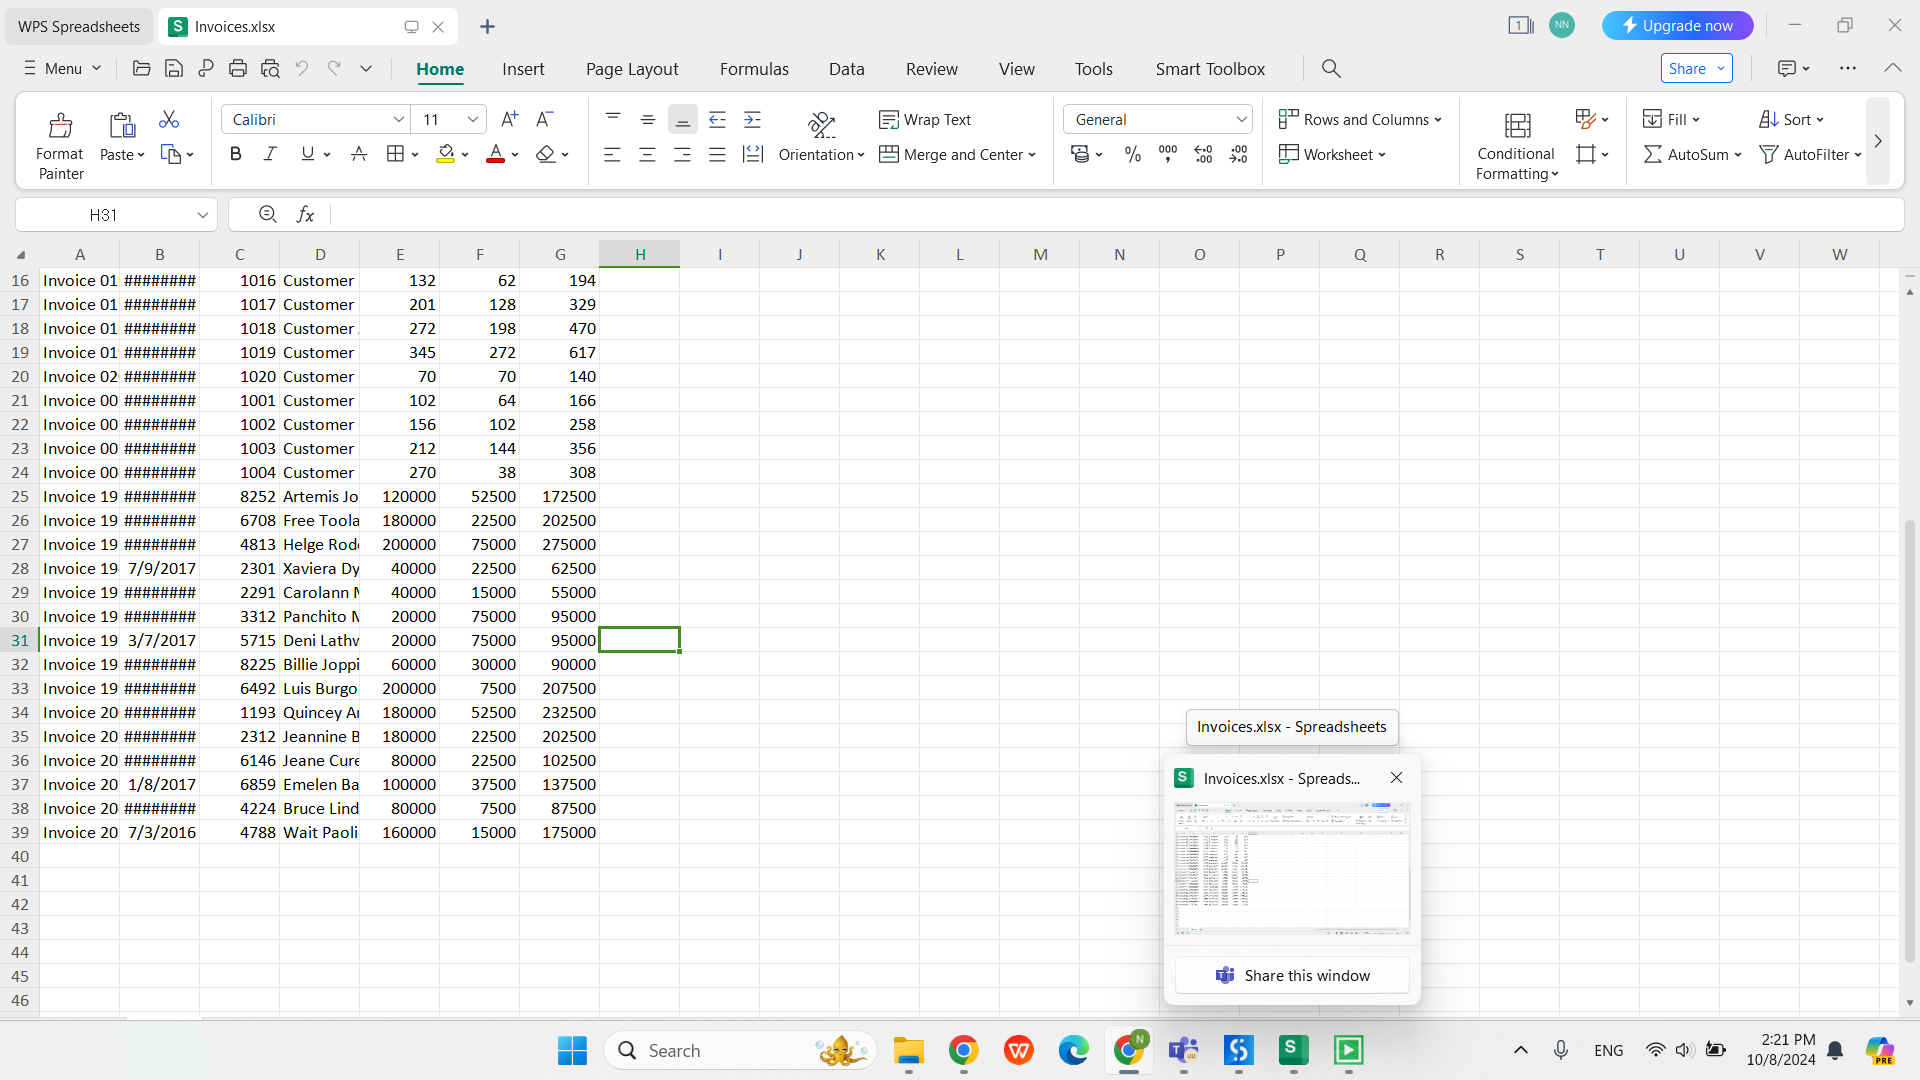 WPS Spreadsheets
Invoices.xlsx
1
NN
Upgrade now
Menu
Home
Insert
Page Layout
Formulas
Data
Review
View
Tools
Smart Toolbox
Share
Format Painter
Paste
Calibri
11
Orientation
Wrap Text
Merge and Center
General
Rows and Columns
Worksheet
Conditional Formatting
Fill
AutoSum
Sort
AutoFilter
H31
A B C D E F G H I J K L M N O P Q R S T U V W
16 Invoice 01 ######## 1016 Customer 132 62 194
17 Invoice 01 ######## 1017 Customer 201 128 329
18 Invoice 01 ######## 1018 Customer 272 198 470
19 Invoice 01 ######## 1019 Customer 345 272 617
20 Invoice 02 ######## 1020 Customer 70 70 140
21 Invoice 00 ######## 1001 Customer 102 64 166
22 Invoice 00 ######## 1002 Customer 156 102 258
23 Invoice 00 ######## 1003 Customer 212 144 356
24 Invoice 00 ######## 1004 Customer 270 38 308
25 Invoice 19 ######## 8252 Artemis Jo 120000 52500 172500
26 Invoice 19 ######## 6708 Free Toola 180000 22500 202500
27 Invoice 19 ######## 4813 Helge Rod 200000 75000 275000
28 Invoice 19 7/9/2017 2301 Xaviera Dy 40000 22500 62500
29 Invoice 19 ######## 2291 Carolann M 40000 15000 55000
30 Invoice 19 ######## 3312 Panchito M 20000 75000 95000
31 Invoice 19 3/7/2017 5715 Deni Lathw 20000 75000 95000
32 Invoice 19 ######## 8225 Billie Joppi 60000 30000 90000
33 Invoice 19 ######## 6492 Luis Burgo 200000 7500 207500
34 Invoice 20 ######## 1193 Quincey A 180000 52500 232500
35 Invoice 20 ######## 2312 Jeannine B 180000 22500 202500
36 Invoice 20 ######## 6146 Jeane Cure 80000 22500 102500
37 Invoice 20 1/8/2017 6859 Emelen Ba 100000 37500 137500
38 Invoice 20 ######## 4224 Bruce Lind 80000 7500 87500
39 Invoice 20 7/3/2016 4788 Wait Paoli 160000 15000 175000
40
41
42
43
44
45
46
Invoices.xlsx - Spreadsheets
Invoices.xlsx - Spreads...
Share this window
Search
N
ENG
2:21 PM
10/8/2024
PRE